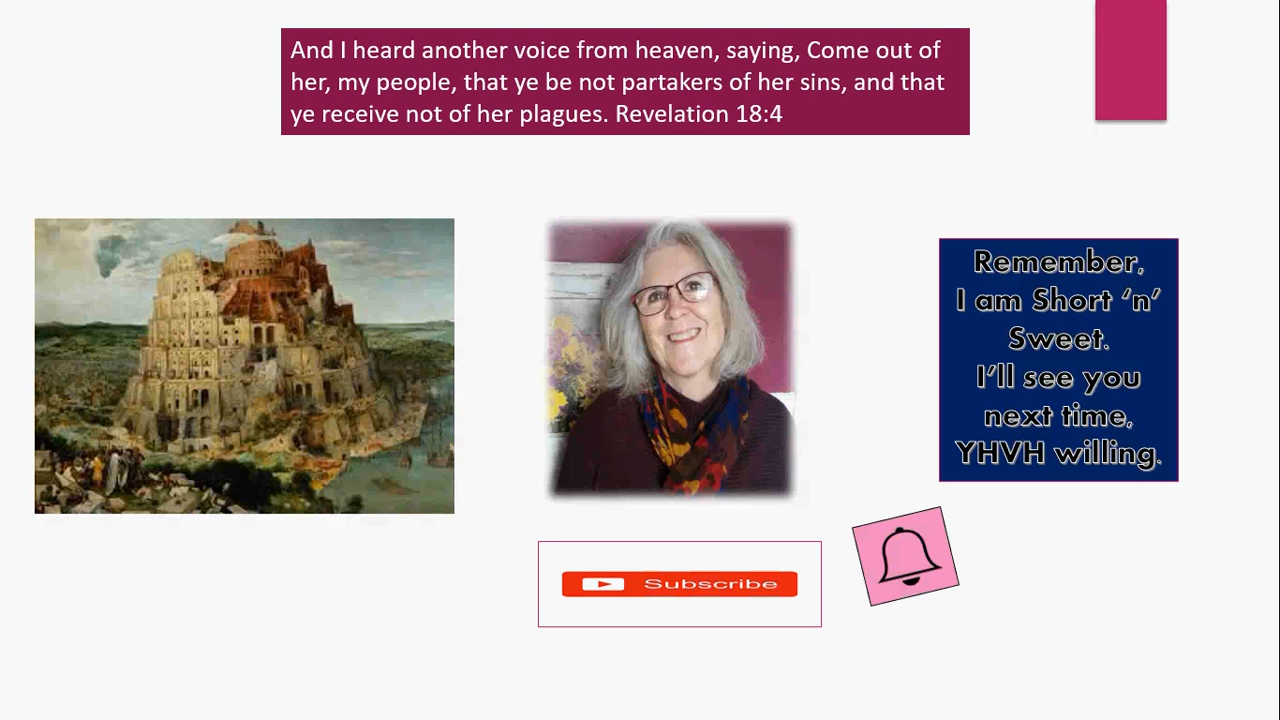 And I heard another voice from heaven, saying, Come out of
her, my people, that ye be not partakers of her sins, and that
ye receive not of her plagues. Revelation 18:4
Remember,
I am Short ‘n’
Sweet.
I’ll see you
next time,
YHVH willing.
Subscribe